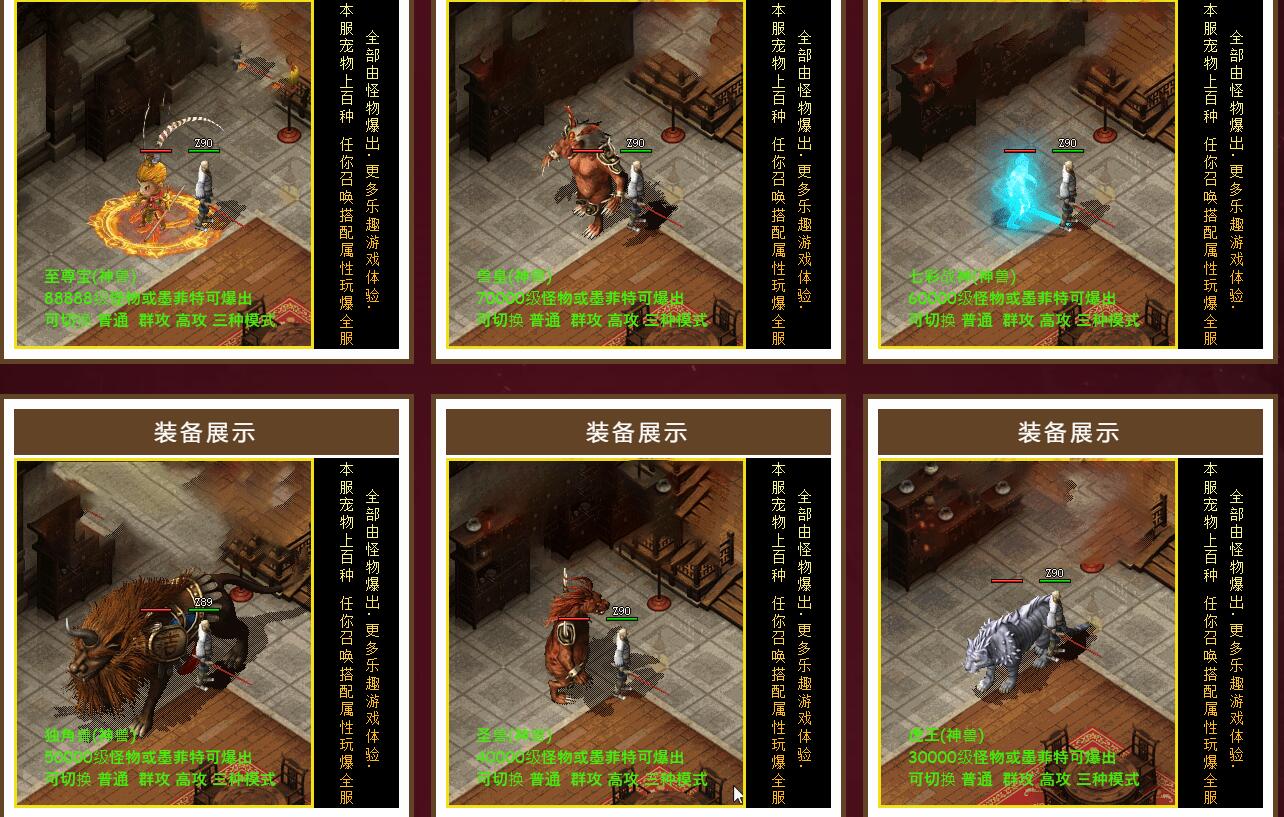 Z90
至尊宝(神兽)
88888级怪物或墨菲特可爆出
可切换 普通 群攻 高攻 三种模式
本服宠物上百种 任你召唤搭配属性玩爆全服
全部由怪物爆出·更多乐趣游戏体验·
Z90
兽皇(神兽)
70000级怪物或墨菲特可爆出
可切换 普通 群攻 高攻 三种模式
本服宠物上百种 任你召唤搭配属性玩爆全服
全部由怪物爆出·更多乐趣游戏体验·
Z90
七彩战神(神兽)
60000级怪物或墨菲特可爆出
可切换 普通 群攻 高攻 三种模式
本服宠物上百种 任你召唤搭配属性玩爆全服
全部由怪物爆出·更多乐趣游戏体验·
装备展示
Z89
独角兽(神兽)
50000级怪物或墨菲特可爆出
可切换 普通 群攻 高攻 三种模式
本服宠物上百种 任你召唤搭配属性玩爆全服
全部由怪物爆出·更多乐趣游戏体验·
装备展示
Z90
圣兽(神兽)
40000级怪物或墨菲特可爆出
可切换 普通 群攻 高攻 三种模式
本服宠物上百种 任你召唤搭配属性玩爆全服
全部由怪物爆出·更多乐趣游戏体验·
装备展示
Z90
虎王(神兽)
30000级怪物或墨菲特可爆出
可切换 普通 群攻 高攻 三种模式
本服宠物上百种 任你召唤搭配属性玩爆全服
全部由怪物爆出·更多乐趣游戏体验·